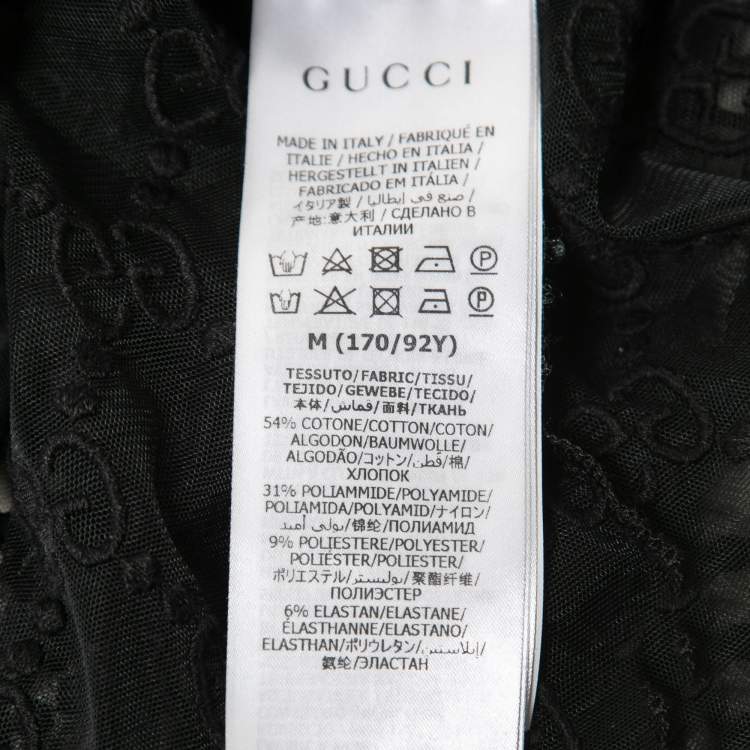 GUCCI
MADE IN ITALY / FABRIQUÉ EN
ITALIE / HECHO EN ITALIA /
HERGESTELLT IN ITALIEN /
FABRICADO EM ITÁLIA /
イタリア製 / صنع في إيطاليا /
产地:意大利 / СДЕЛАНО В
ИТАЛИИ
P
P
M (170/92Y)
TESSUTO/FABRIC/TISSU/
TEJIDO/GEWEBE/TECIDO/
本体/قماش/面料/ТКАНЬ
54% COTONE/COTTON/COTON/
ALGODON/BAUMWOLLE/
ALGODÃO/コットン/قطن/棉/
ХЛОПОК
31% POLIAMMIDE/POLYAMIDE/
POLIAMIDA/POLYAMID/ナイロン/
بولي أميد/锦纶/ПОЛИАМИД
9% POLIESTERE/POLYESTER/
POLIÉSTER/POLIESTER/
ポリエステル/بوليستر/聚酯纤维/
ПОЛИЭСТЕР
6% ELASTAN/ELASTANE/
ÉLASTHANNE/ELASTANO/
ELASTHAN/ポリウレタン/إيلاستين/
氨纶/ЭЛАСТАН